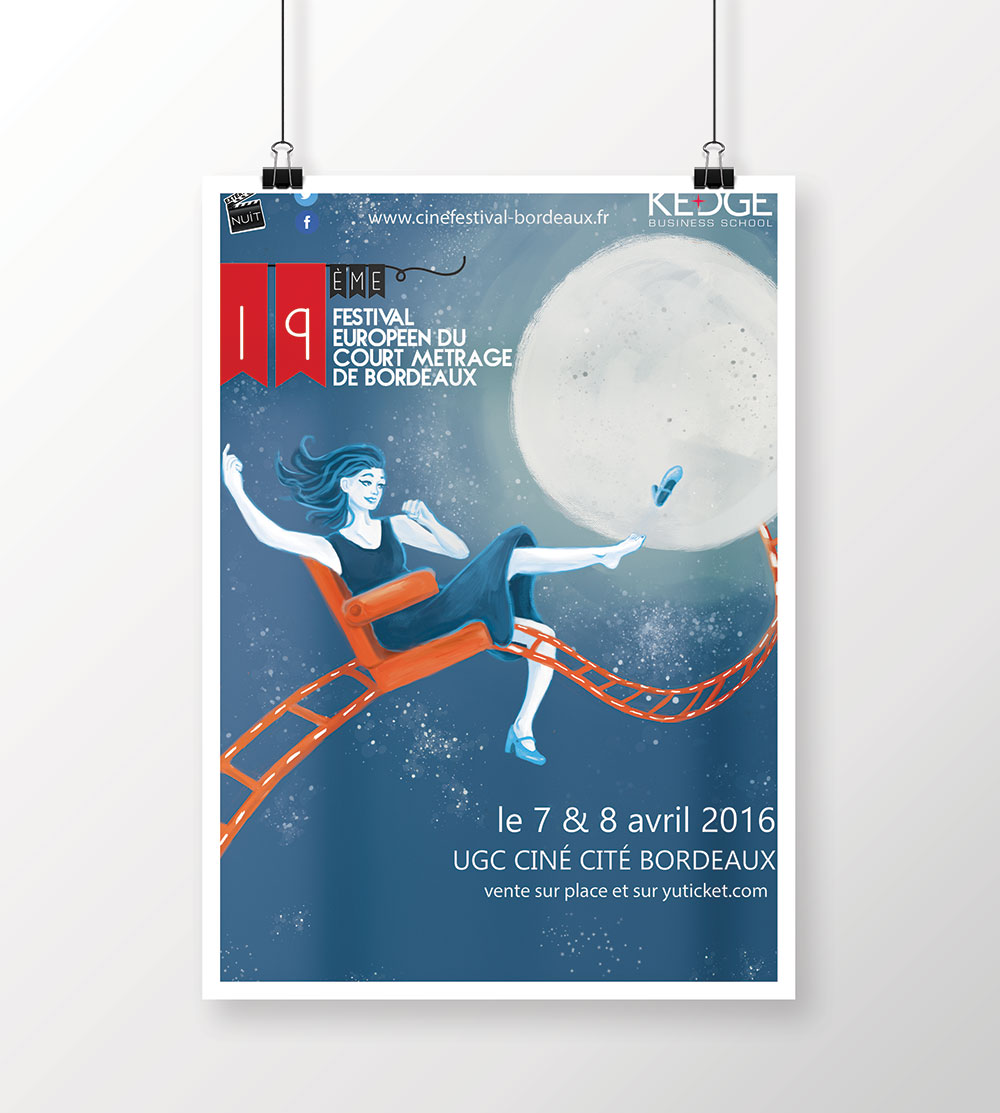 NUIT
f
www.cinefestival-bordeaux.fr
KEDGE
BUSINESS SCHOOL
19 ÈME
FESTIVAL
EUROPEEN DU
COURT METRAGE
DE BORDEAUX
le 7 & 8 avril 2016
UGC CINÉ CITÉ BORDEAUX
vente sur place et sur yuticket.com